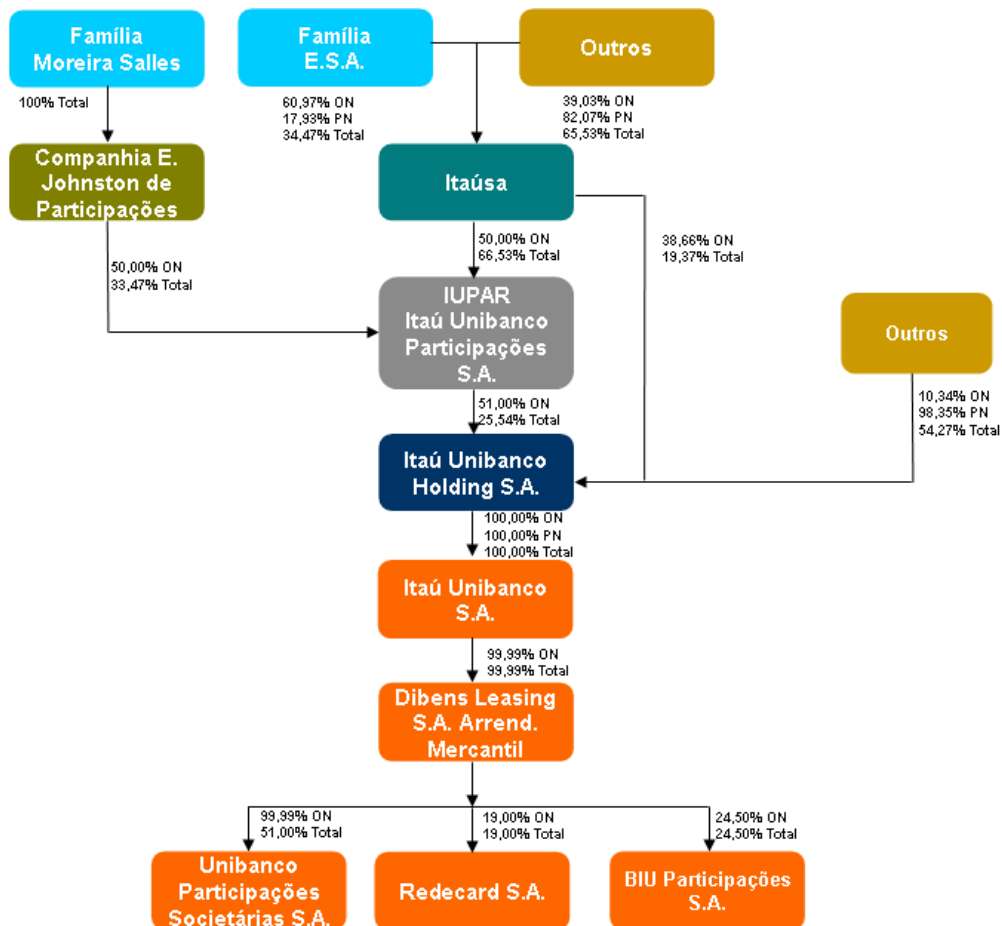 Família
Moreira Salles
Família
E.S.A.
Outros
100% Total
60,97% ON
17,93% PN
34,47% Total
39,03% ON
82,07% PN
65,53% Total
Companhia E.
Johnston de
Participações
Itaúsa
50,00% ON
66,53% Total
38,66% ON
19,37% Total
50,00% ON
33,47% Total
IUPAR
Itaú Unibanco
Participações
S.A.
Outros
51,00% ON
25,54% Total
10,34% ON
98,35% PN
54,27% Total
Itaú Unibanco
Holding S.A.
100,00% ON
100,00% PN
100,00% Total
Itaú Unibanco
S.A.
99,99% ON
99,99% Total
Dibens Leasing
S.A. Arrend.
Mercantil
99,99% ON
51,00% Total
19,00% ON
19,00% Total
24,50% ON
24,50% Total
Unibanco
Participações
Societárias S.A.
Redecard S.A.
BIU Participações
S.A.